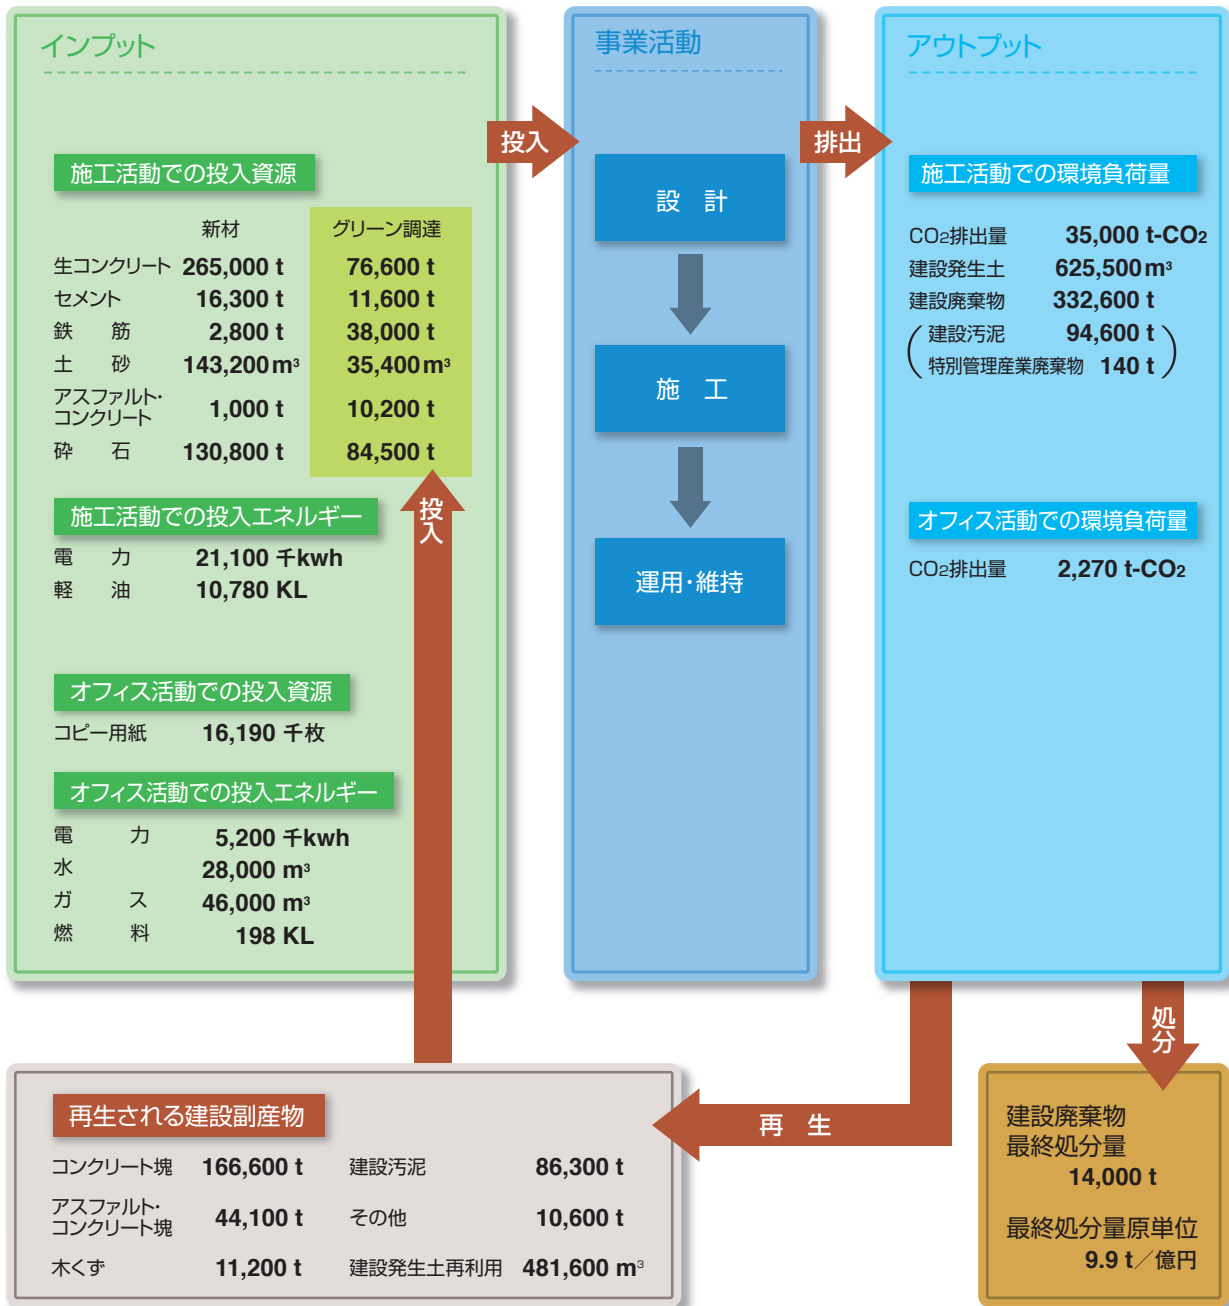 インプット
投入
施工活動での投入資源
新材 グリーン調達
生コンクリート 265,000 t 76,600 t
セメント 16,300 t 11,600 t
鉄 筋 2,800 t 38,000 t
土 砂 143,200 m³ 35,400 m³
アスファルト・
コンクリート 1,000 t 10,200 t
砕 石 130,800 t 84,500 t
施工活動での投入エネルギー
電 力 21,100 千kwh
軽 油 10,780 KL
投入
オフィス活動での投入資源
コピー用紙 16,190 千枚
オフィス活動での投入エネルギー
電 力 5,200 千kwh
水 28,000 m³
ガ ス 46,000 m³
燃 料 198 KL
事業活動
設 計
施 工
運用・維持
排出
アウトプット
施工活動での環境負荷量
CO2排出量 35,000 t-CO2
建設発生土 625,500 m³
建設廃棄物 332,600 t
(建設汚泥 94,600 t
特別管理産業廃棄物 140 t)
オフィス活動での環境負荷量
CO2排出量 2,270 t-CO2
処分
再 生
再生される建設副産物
コンクリート塊 166,600 t 建設汚泥 86,300 t
アスファルト・
コンクリート塊 44,100 t その他 10,600 t
木くず 11,200 t 建設発生土再利用 481,600 m³
建設廃棄物
最終処分量
14,000 t
最終処分量原単位
9.9 t／億円